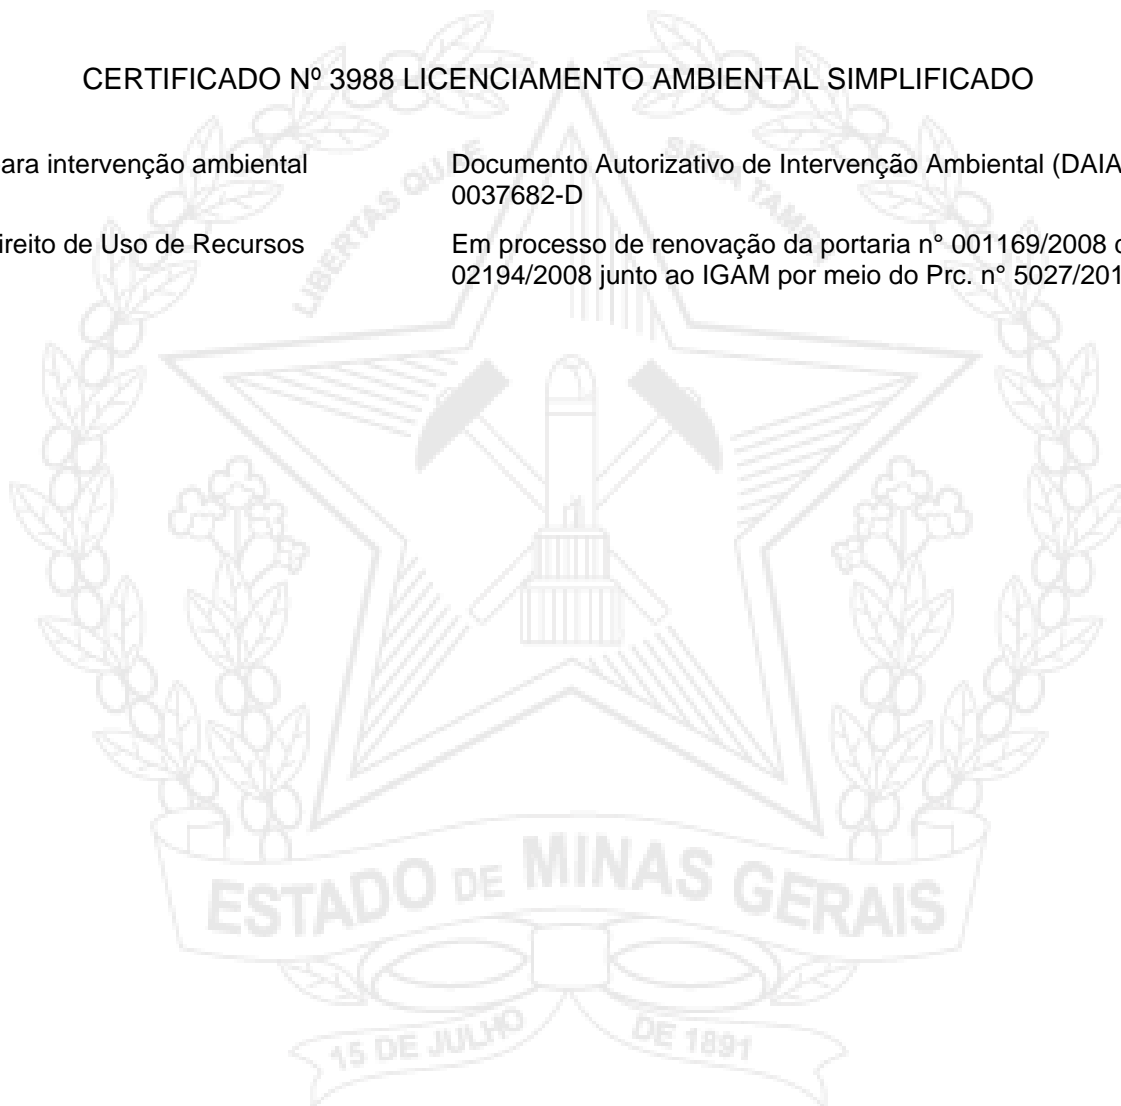 CERTIFICADO Nº 3988 LICENCIAMENTO AMBIENTAL SIMPLIFICADO
ara intervenção ambiental
Documento Autorizativo de Intervenção Ambiental (DAIA
0037682-D
ireito de Uso de Recursos
Em processo de renovação da portaria n° 001169/2008
02194/2008 junto ao IGAM por meio do Prc. n° 5027/201
LIBERTAS QUÆ SERA TAMEN
ESTADO DE MINAS GERAIS
15 DE JULHO DE 1891